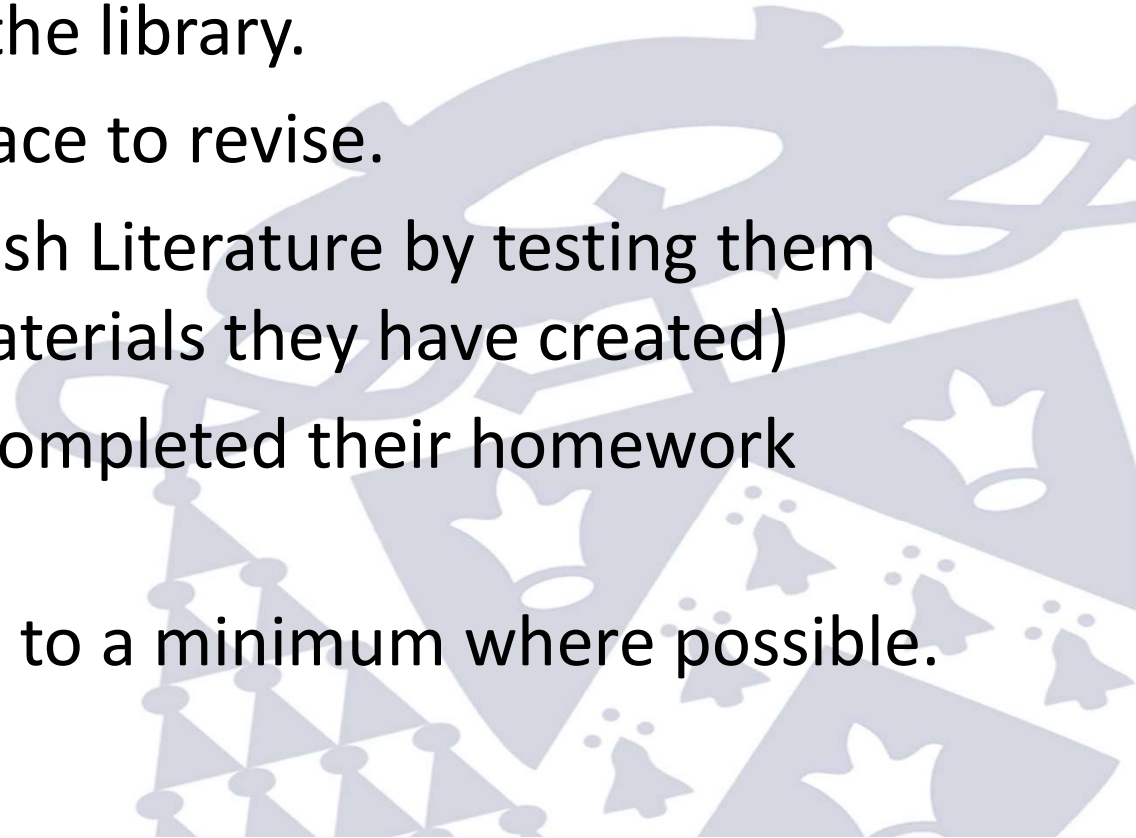 the library.
ace to revise.
sh Literature by testing them
aterials they have created)
ompleted their homework
to a minimum where possible.